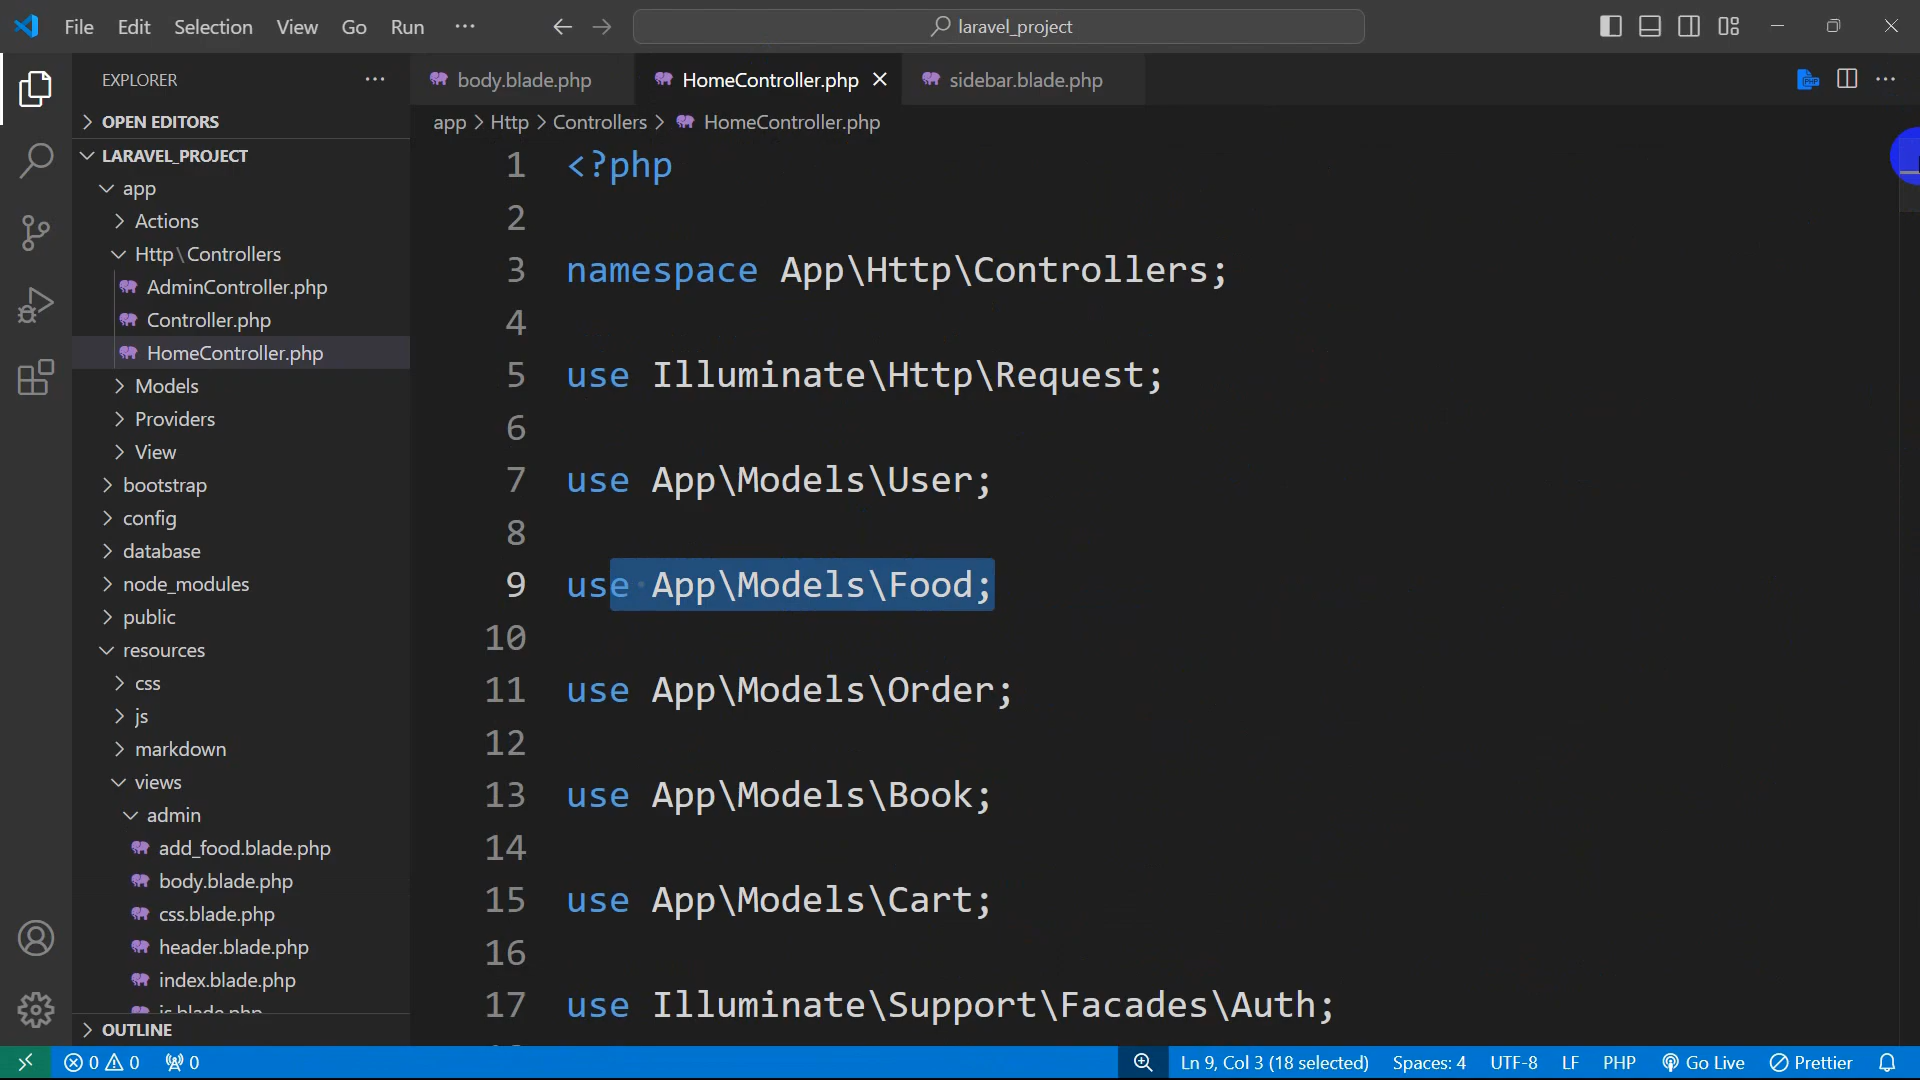 File Edit Selection View Go Run ··· laravel_project
EXPLORER ···
OPEN EDITORS
LARAVEL_PROJECT
app
Actions
Http\Controllers
AdminController.php
Controller.php
HomeController.php
Models
Providers
View
bootstrap
config
database
node_modules
public
resources
css
js
markdown
views
admin
add_food.blade.php
body.blade.php
css.blade.php
header.blade.php
index.blade.php
js.blade.php
OUTLINE
body.blade.php HomeController.php sidebar.blade.php
app > Http > Controllers > HomeController.php
1 <?php
2
3 namespace App\Http\Controllers;
4
5 use Illuminate\Http\Request;
6
7 use App\Models\User;
8
9 use App\Models\Food;
10
11 use App\Models\Order;
12
13 use App\Models\Book;
14
15 use App\Models\Cart;
16
17 use Illuminate\Support\Facades\Auth;
0 0 0 Ln 9, Col 3 (18 selected) Spaces: 4 UTF-8 LF PHP Go Live Prettier